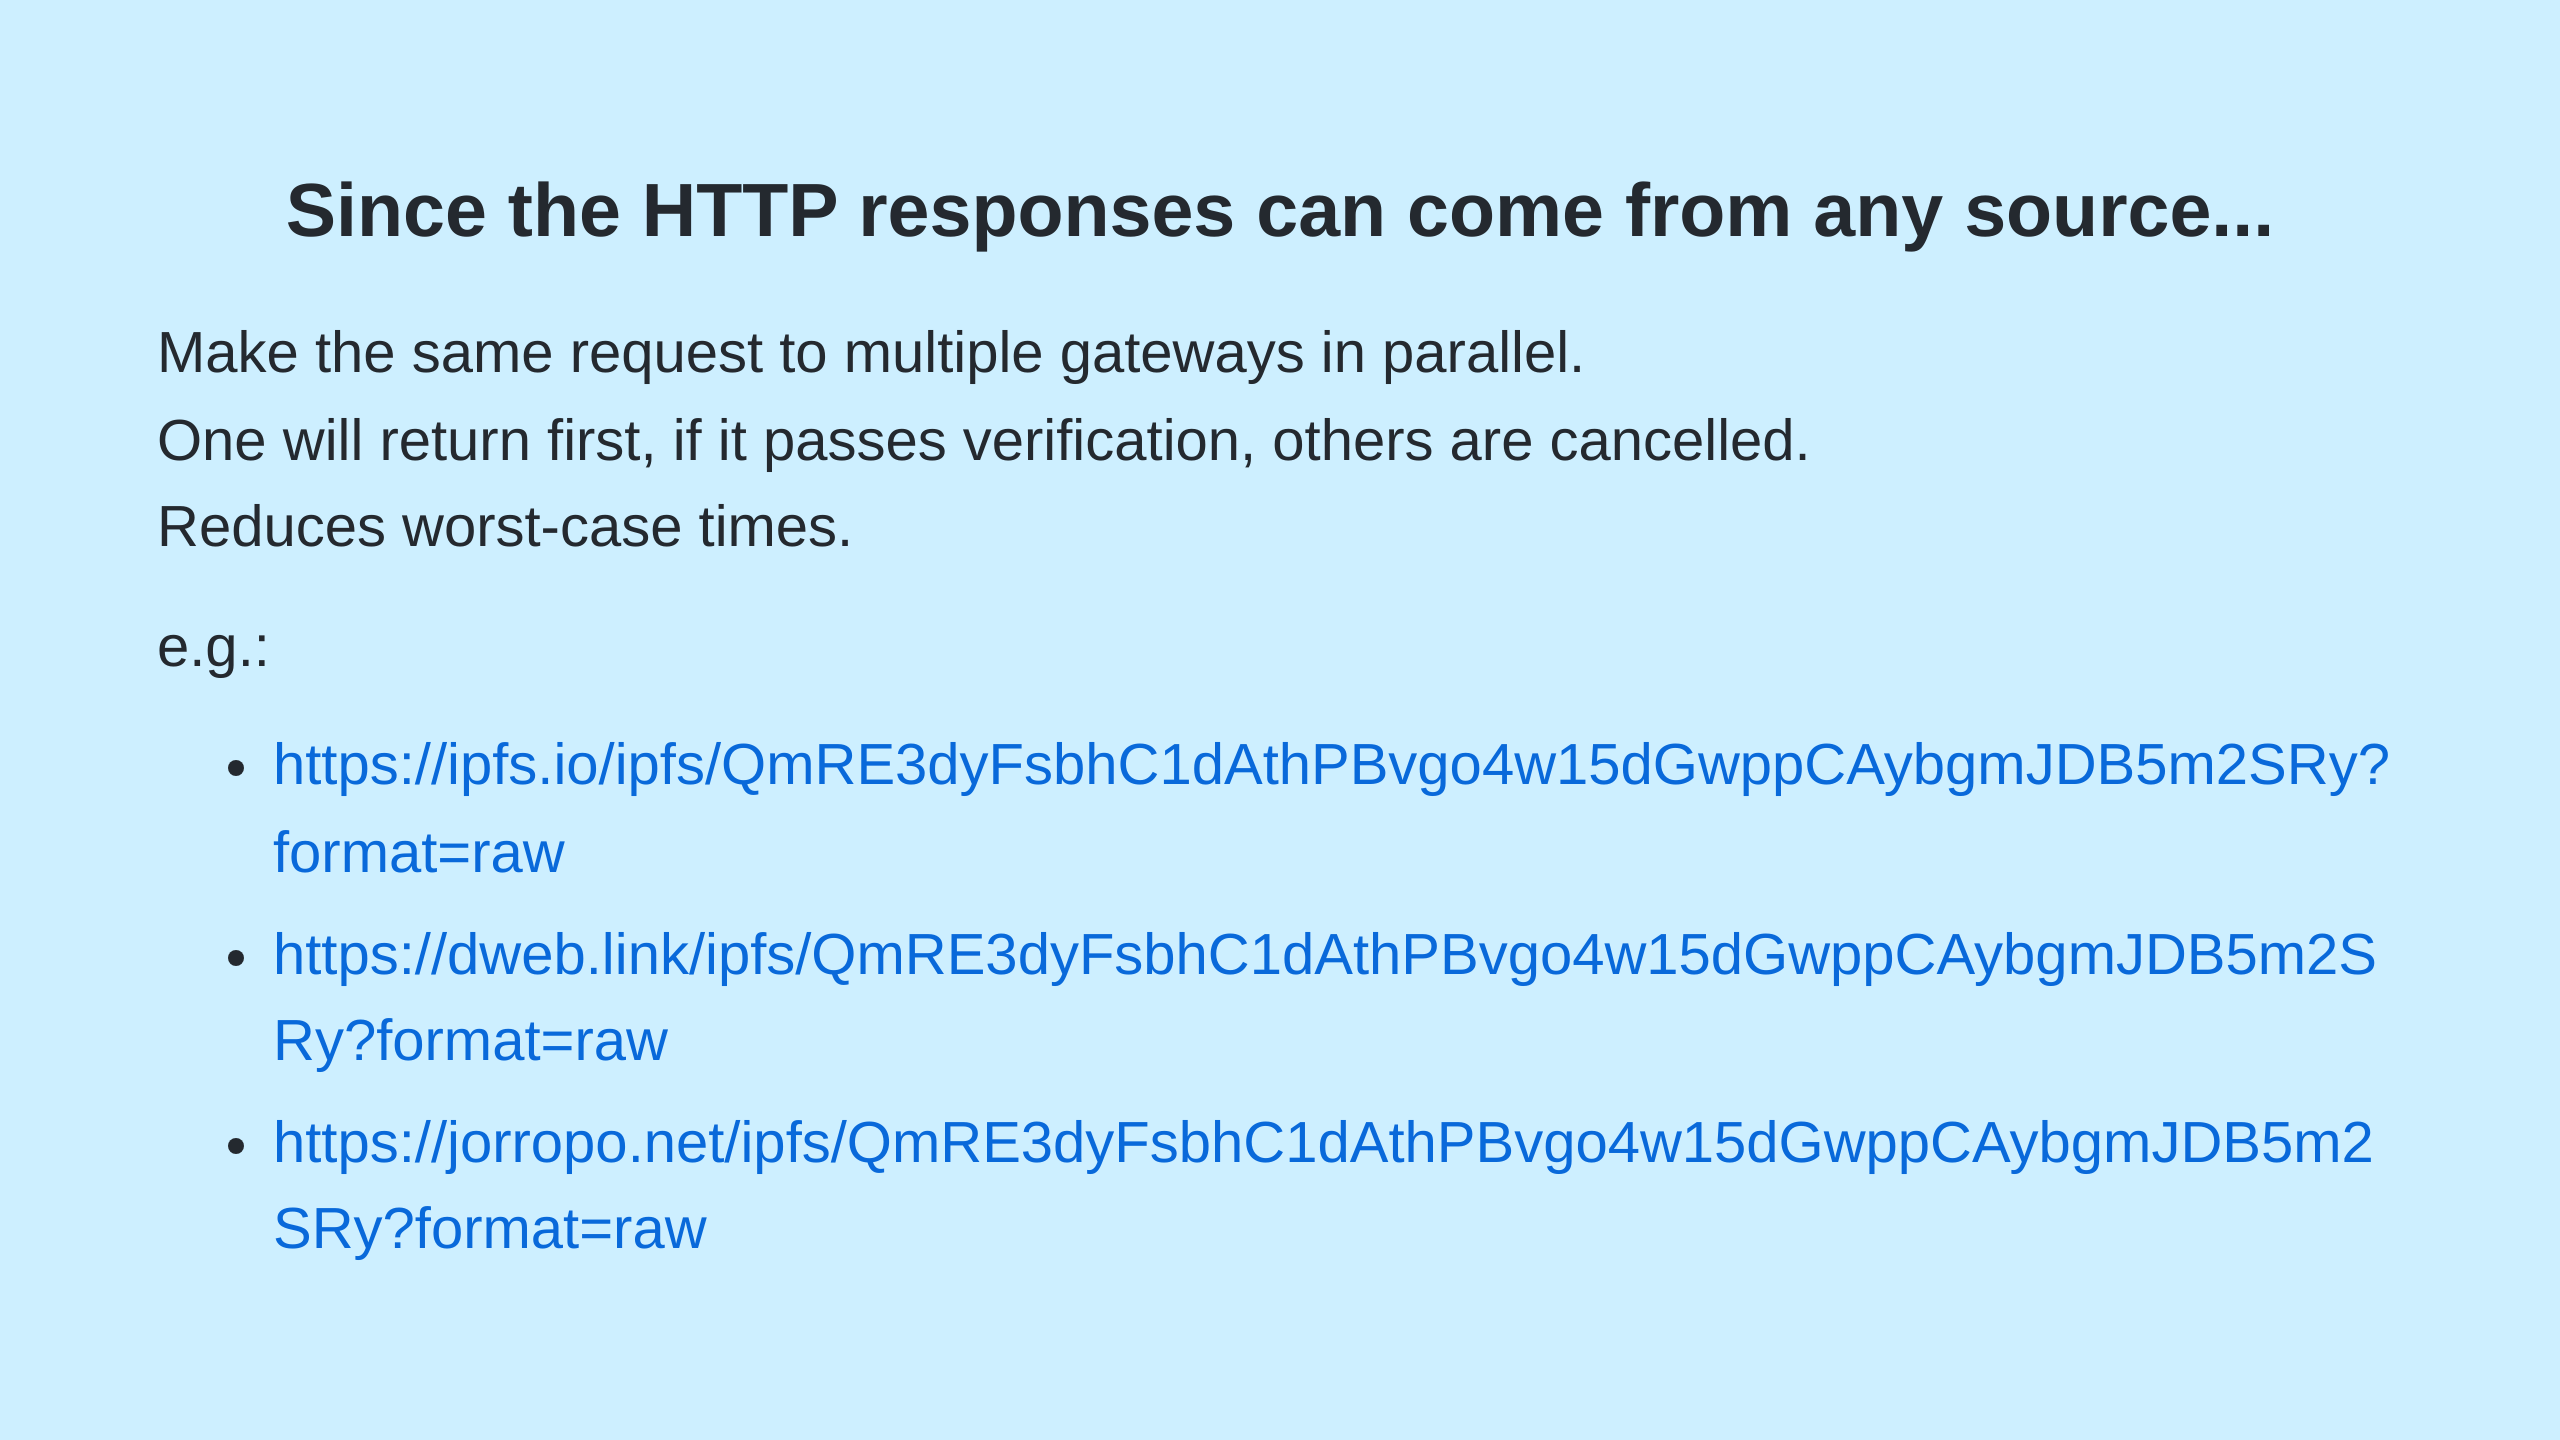 Since the HTTP responses can come from any source...
Make the same request to multiple gateways in parallel.
One will return first, if it passes verification, others are cancelled.
Reduces worst-case times.
e.g.:
• https://ipfs.io/ipfs/QmRE3dyFsbhC1dAthPBvgo4w15dGwppCAybgmJDB5m2SRy?
format=raw
• https://dweb.link/ipfs/QmRE3dyFsbhC1dAthPBvgo4w15dGwppCAybgmJDB5m2S
Ry?format=raw
• https://jorropo.net/ipfs/QmRE3dyFsbhC1dAthPBvgo4w15dGwppCAybgmJDB5m2
SRy?format=raw